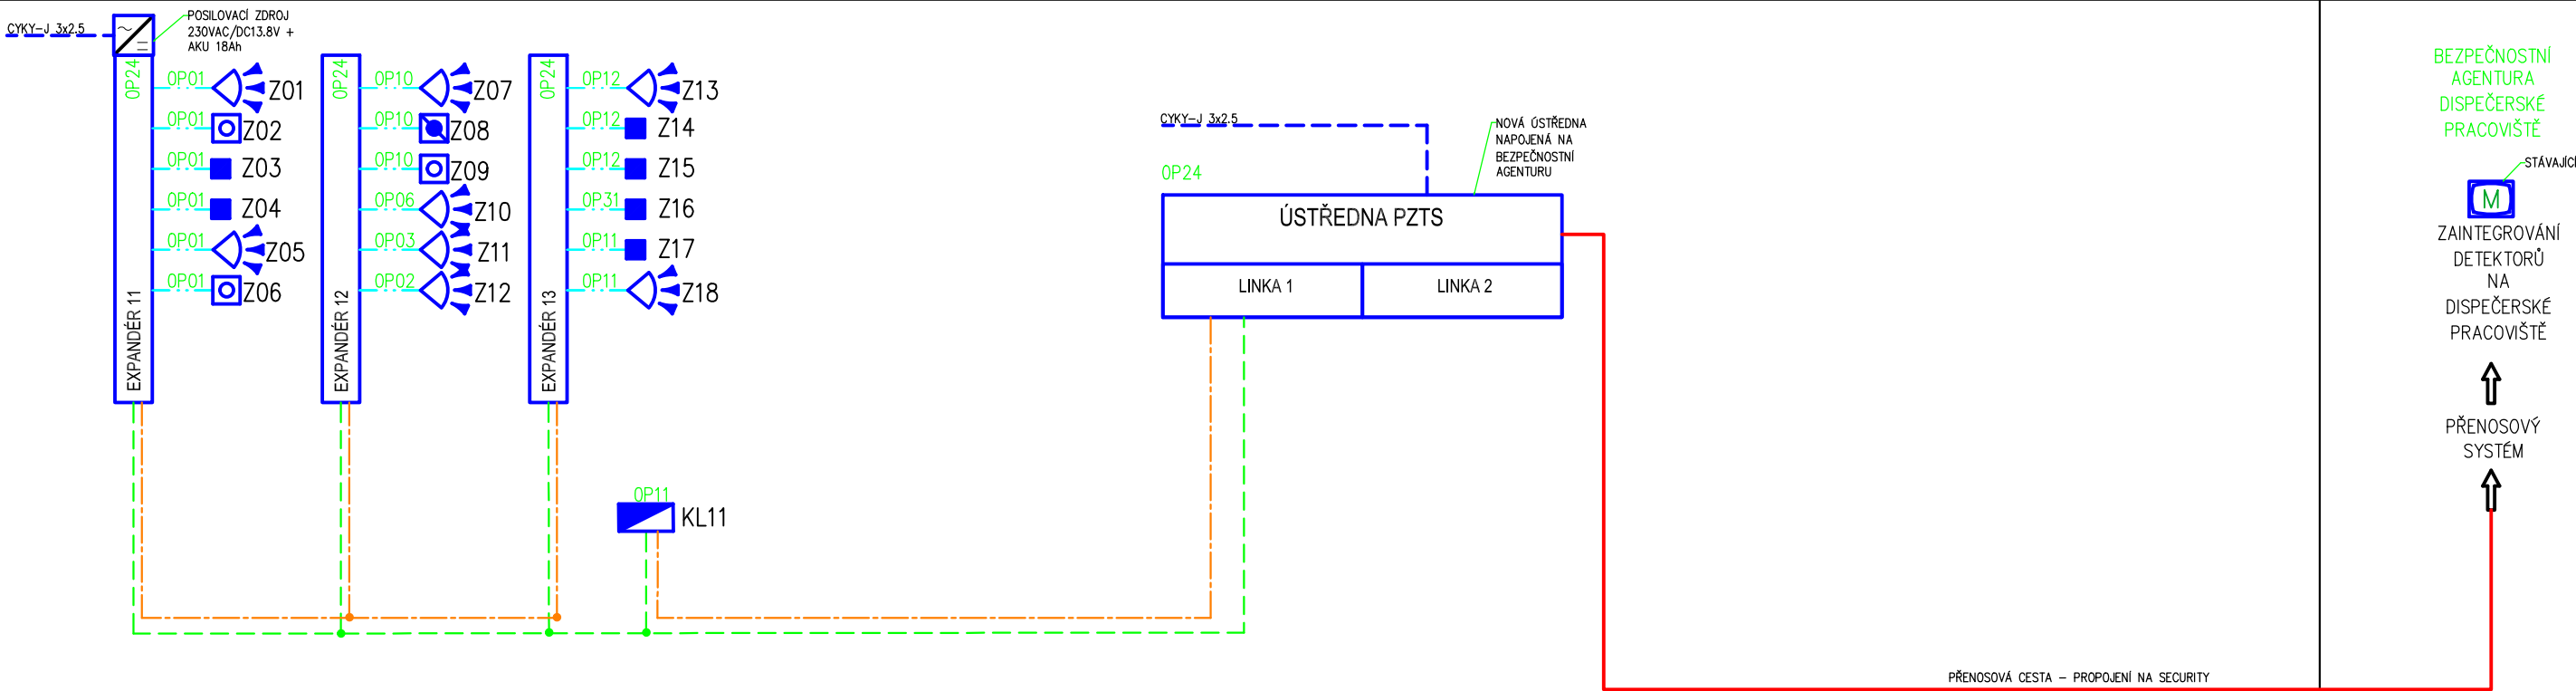 CYKY-J 3x2.5
POSILOVACÍ ZDROJ
230VAC/DC13.8V +
AKU 18Ah
OP24
EXPANDÉR 11
OP01 Z01
OP01 Z02
OP01 Z03
OP01 Z04
OP01 Z05
OP01 Z06
OP24
EXPANDÉR 12
OP10 Z07
OP10 Z08
OP10 Z09
OP06 Z10
OP03 Z11
OP02 Z12
OP24
EXPANDÉR 13
OP12 Z13
OP12 Z14
OP12 Z15
OP31 Z16
OP11 Z17
OP11 Z18
OP11
KL11
CYKY-J 3x2.5
NOVÁ ÚSTŘEDNA
NAPOJENÁ NA
BEZPEČNOSTNÍ
AGENTURU
OP24
ÚSTŘEDNA PZTS
LINKA 1
LINKA 2
PŘENOSOVÁ CESTA – PROPOJENÍ NA SECURITY
BEZPEČNOSTNÍ
AGENTURA
DISPEČERSKÉ
PRACOVIŠTĚ
STÁVAJÍCÍ
M
ZAINTEGROVÁNÍ
DETEKTORŮ
NA
DISPEČERSKÉ
PRACOVIŠTĚ
PŘENOSOVÝ
SYSTÉM